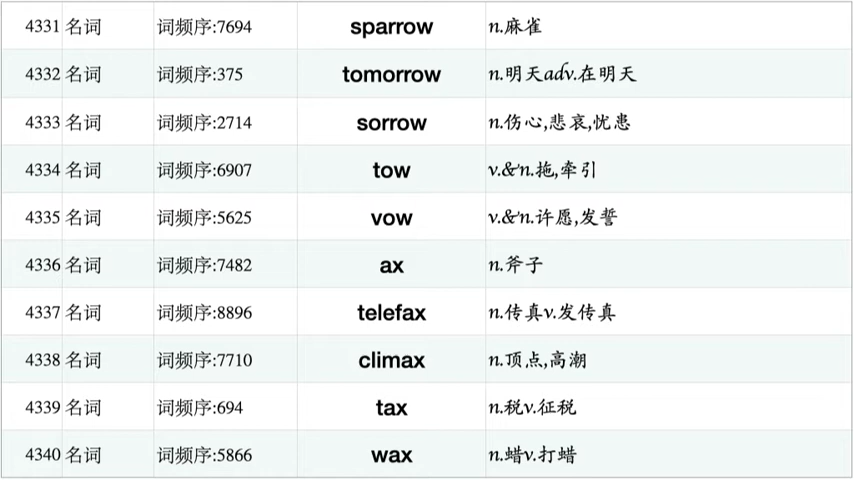 4331 名词 词频序:7694 sparrow n.麻雀
4332 名词 词频序:375 tomorrow n.明天adv.在明天
4333 名词 词频序:2714 sorrow n.伤心,悲哀,忧患
4334 名词 词频序:6907 tow v.&n.拖,牵引
4335 名词 词频序:5625 vow v.&n.许愿,发誓
4336 名词 词频序:7482 ax n.斧子
4337 名词 词频序:8896 telefax n.传真v.发传真
4338 名词 词频序:7710 climax n.顶点,高潮
4339 名词 词频序:694 tax n.税v.征税
4340 名词 词频序:5866 wax n.蜡v.打蜡